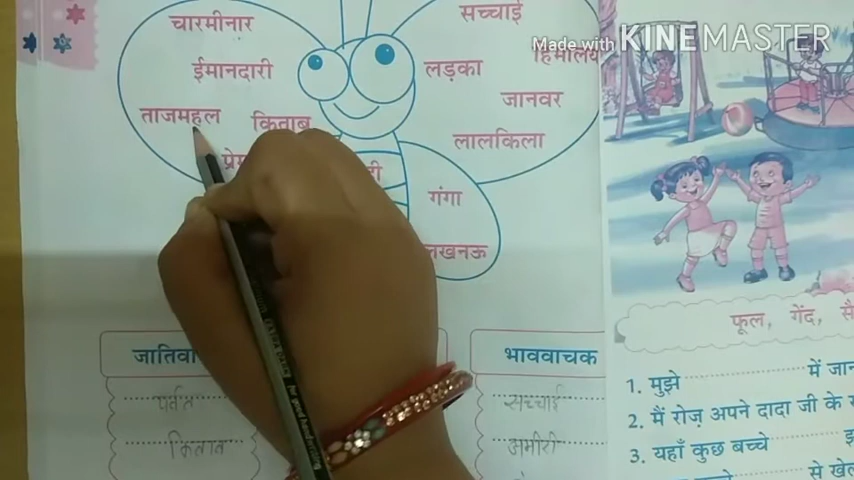 चारमीनार
सच्चाई
Made with KINEMASTER
हिमालय
ईमानदारी
लड़का
जानवर
ताजमहल
किताब
लालकिला
गंगा
लखनऊ
फूल, गेंद,
भाववाचक
1. मुझे में
पर्वत
सच्चाई
2. मैं रोज़ अपने दादा जी के
किताब
अमीरी
3. यहाँ कुछ बच्चे
से